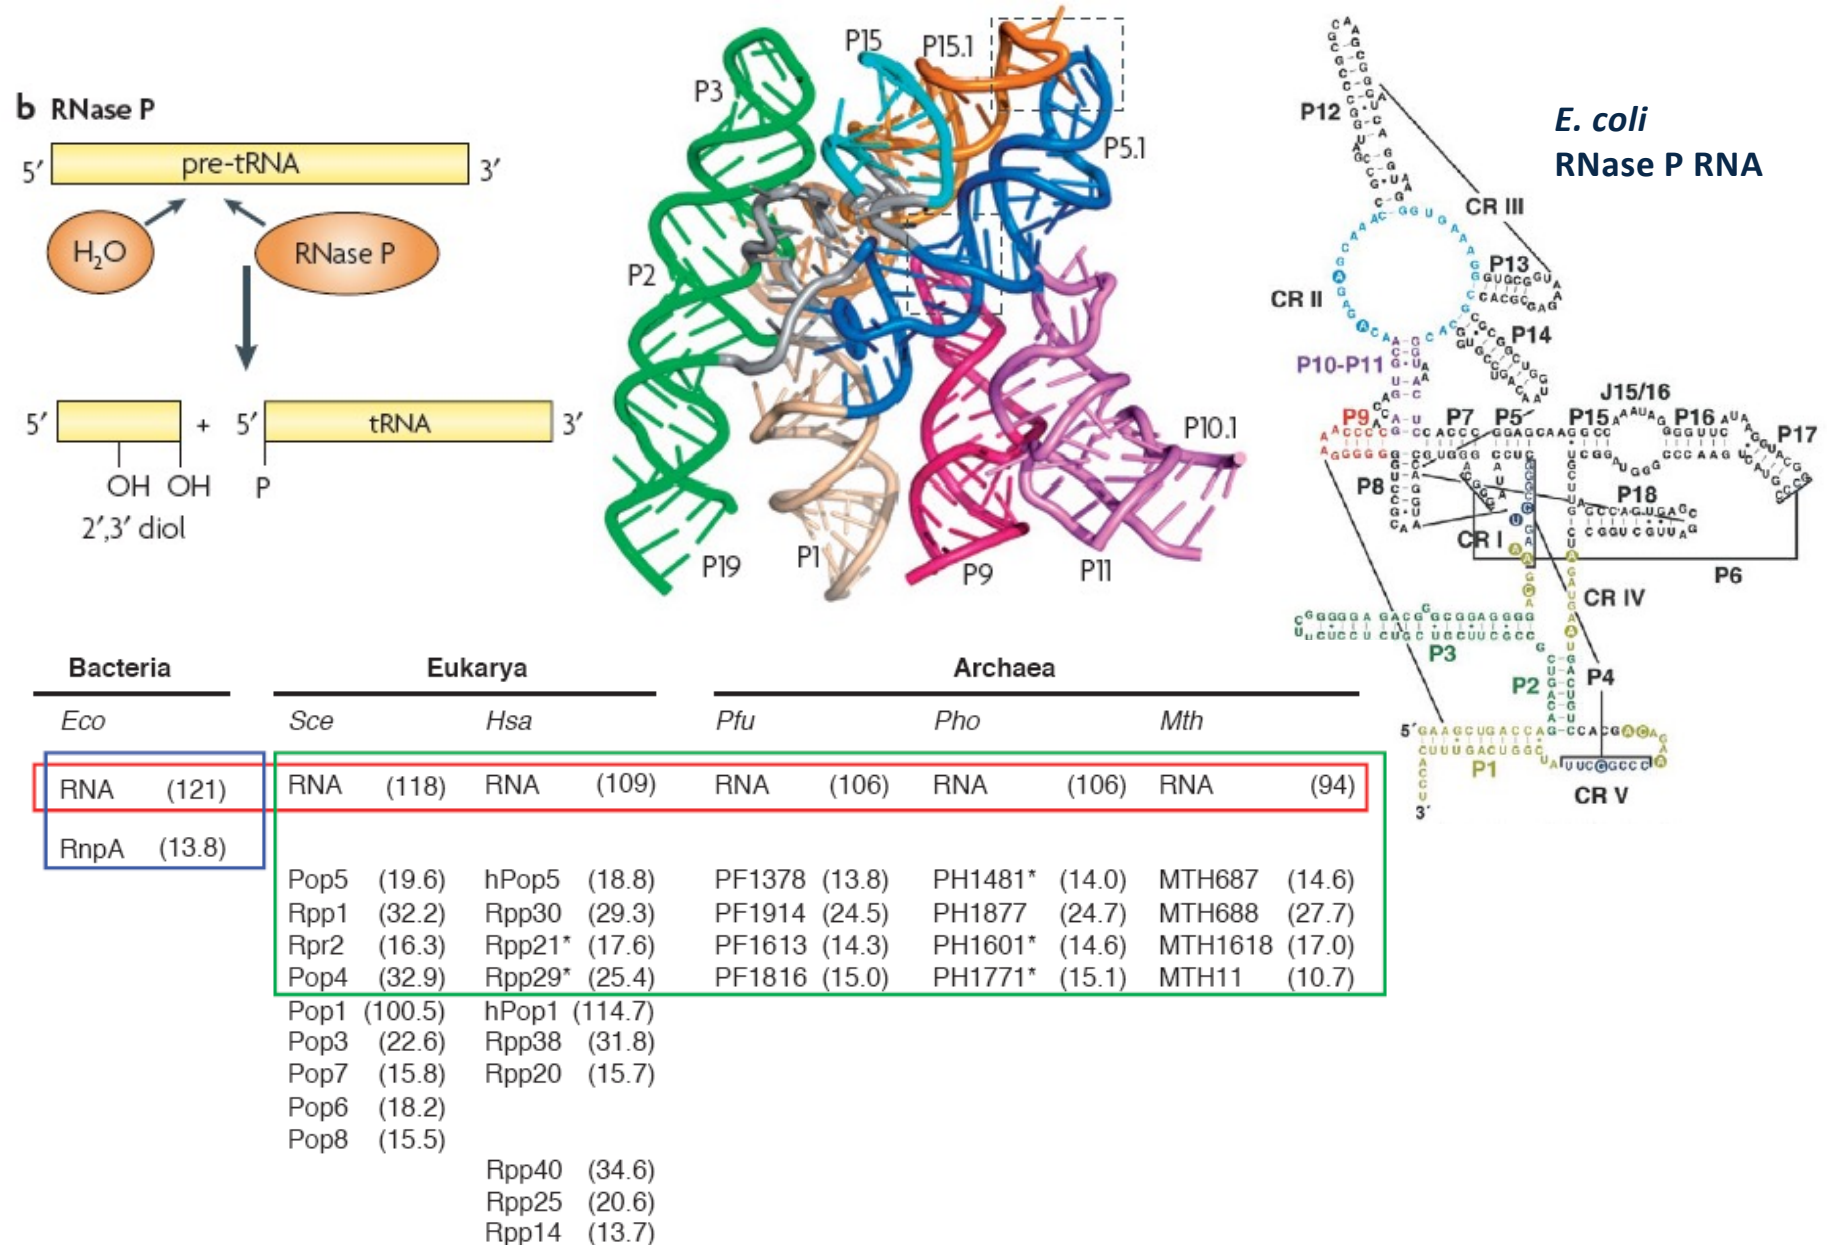 b RNase P
5′ pre-tRNA 3′
H₂O RNase P
5′ + 5′ tRNA 3′
OH OH P
2′,3′ diol
P3
P15
P15.1
P5.1
P2
P10.1
P19
P1
P9
P11
E. coli
RNase P RNA
P12
CR III
P13
CR II
P14
P10-P11
J15/16
P9
P7
P5
P15
P16
P17
P8
P18
CR I
P6
CR IV
P3
P4
P2
5′
P1
CR V
3′
Bacteria Eukarya Archaea
Eco Sce Hsa Pfu Pho Mth
RNA (121) RNA (118) RNA (109) RNA (106) RNA (106) RNA (94)
RnpA (13.8)
Pop5 (19.6) hPop5 (18.8) PF1378 (13.8) PH1481* (14.0) MTH687 (14.6)
Rpp1 (32.2) Rpp30 (29.3) PF1914 (24.5) PH1877 (24.7) MTH688 (27.7)
Rpr2 (16.3) Rpp21* (17.6) PF1613 (14.3) PH1601* (14.6) MTH1618 (17.0)
Pop4 (32.9) Rpp29* (25.4) PF1816 (15.0) PH1771* (15.1) MTH11 (10.7)
Pop1 (100.5) hPop1 (114.7)
Pop3 (22.6) Rpp38 (31.8)
Pop7 (15.8) Rpp20 (15.7)
Pop6 (18.2)
Pop8 (15.5)
Rpp40 (34.6)
Rpp25 (20.6)
Rpp14 (13.7)